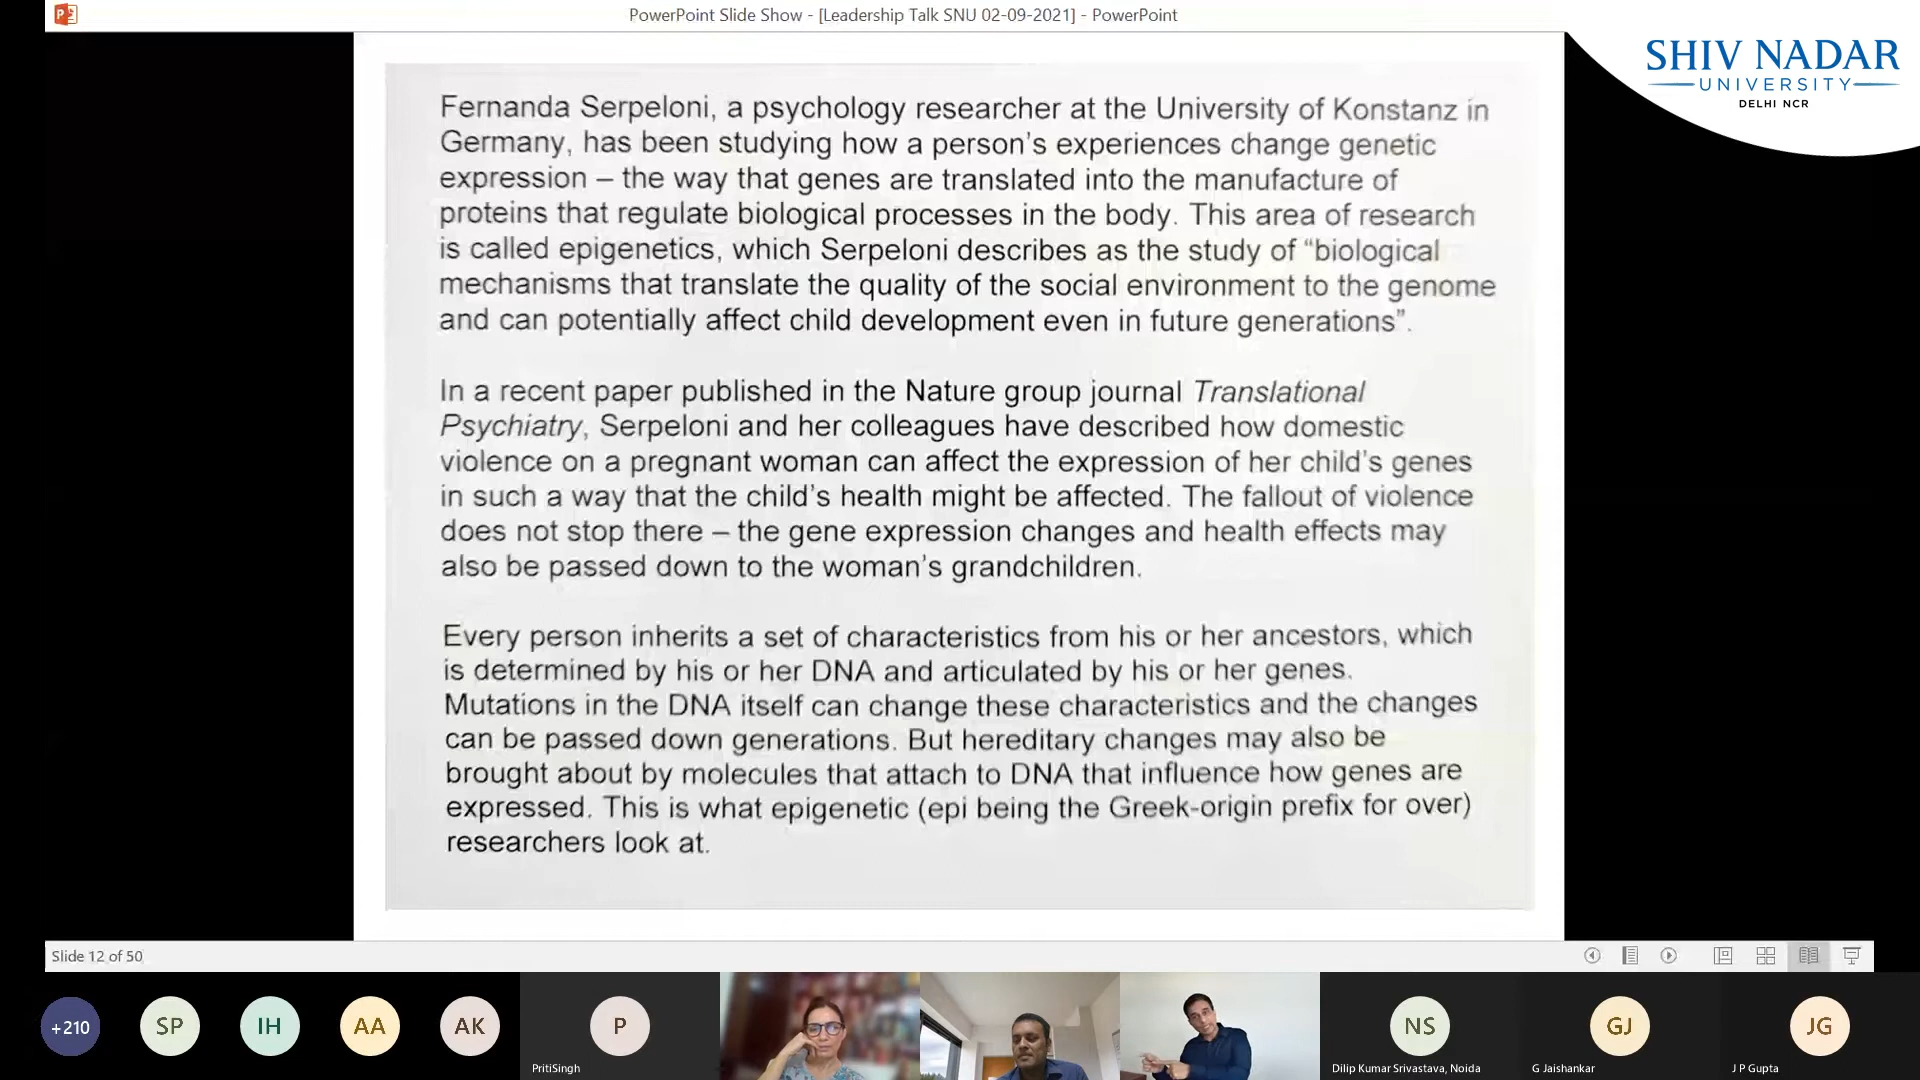 PowerPoint Slide Show - [Leadership Talk SNU 02-09-2021] - PowerPoint
SHIV NADAR
UNIVERSITY
DELHI NCR
Fernanda Serpeloni, a psychology researcher at the University of Konstanz in
Germany, has been studying how a person's experiences change genetic
expression – the way that genes are translated into the manufacture of
proteins that regulate biological processes in the body. This area of research
is called epigenetics, which Serpeloni describes as the study of “biological
mechanisms that translate the quality of the social environment to the genome
and can potentially affect child development even in future generations”.
In a recent paper published in the Nature group journal Translational
Psychiatry, Serpeloni and her colleagues have described how domestic
violence on a pregnant woman can affect the expression of her child's genes
in such a way that the child's health might be affected. The fallout of violence
does not stop there – the gene expression changes and health effects may
also be passed down to the woman's grandchildren.
Every person inherits a set of characteristics from his or her ancestors, which
is determined by his or her DNA and articulated by his or her genes.
Mutations in the DNA itself can change these characteristics and the changes
can be passed down generations. But hereditary changes may also be
brought about by molecules that attach to DNA that influence how genes are
expressed. This is what epigenetic (epi being the Greek-origin prefix for over)
researchers look at.
Slide 12 of 50
+210
SP
IH
AA
AK
P
NS
GJ
JG
PritiSingh
Dilip Kumar Srivastava, Noida
G Jaishankar
J P Gupta